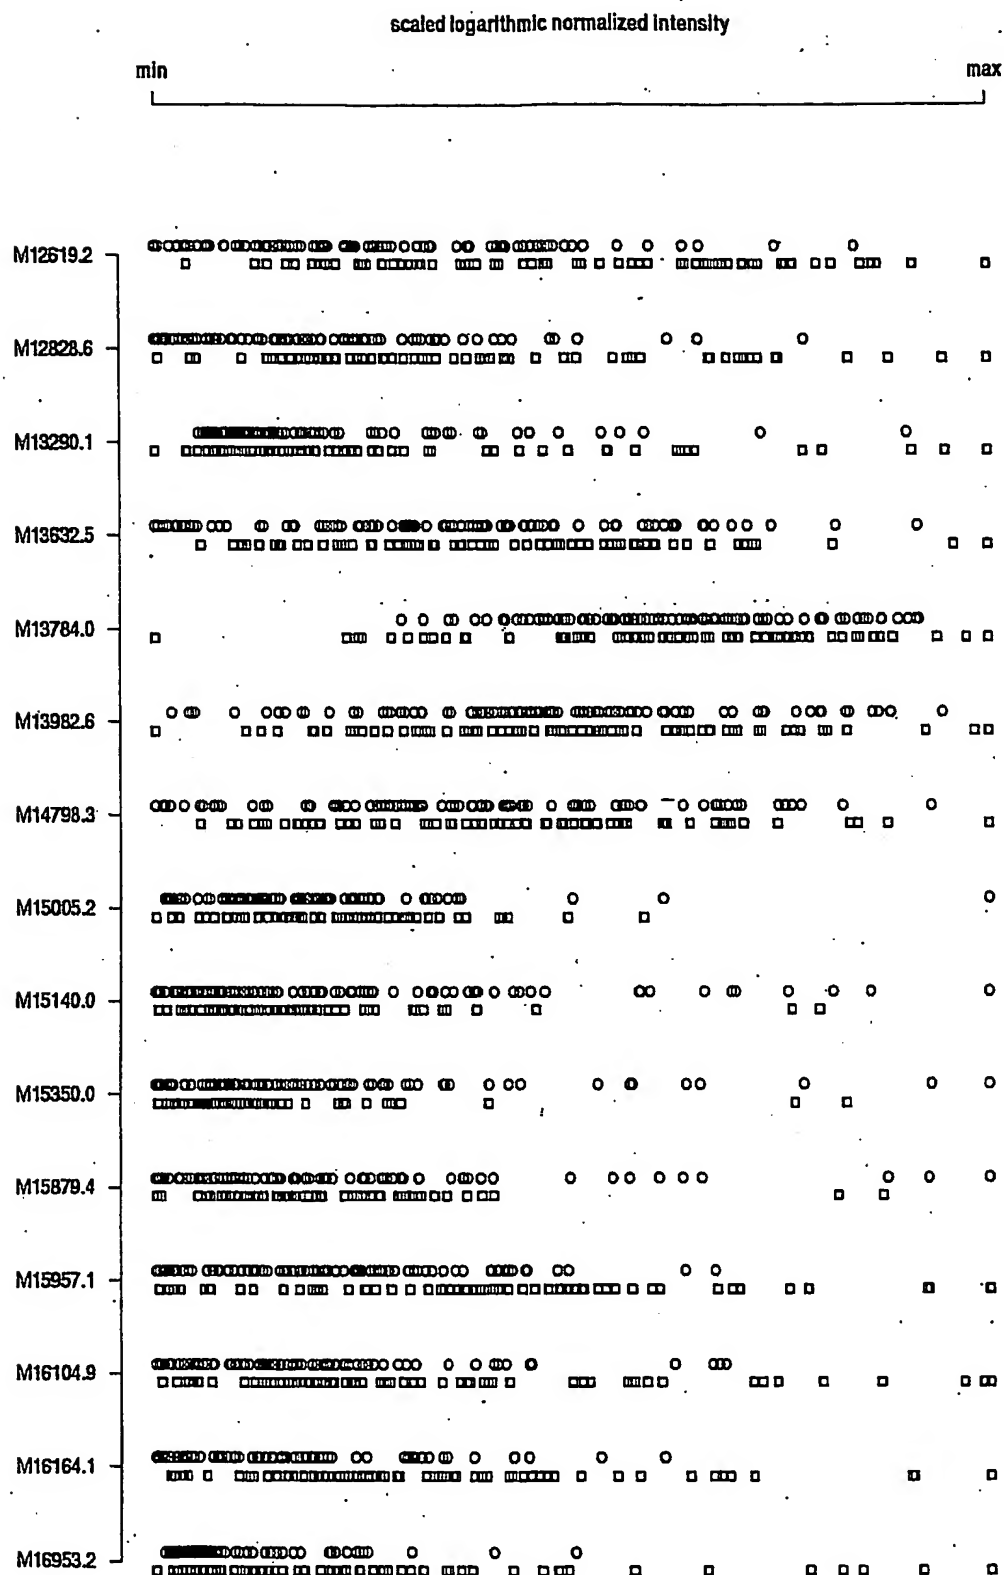 scaled logarithmic normalized intensity
min max
M12619.2
M12828.6
M13290.1
M13632.5
M13784.0
M13982.6
M14798.3
M15005.2
M15140.0
M15350.0
M15879.4
M15957.1
M16104.9
M16164.1
M16953.2